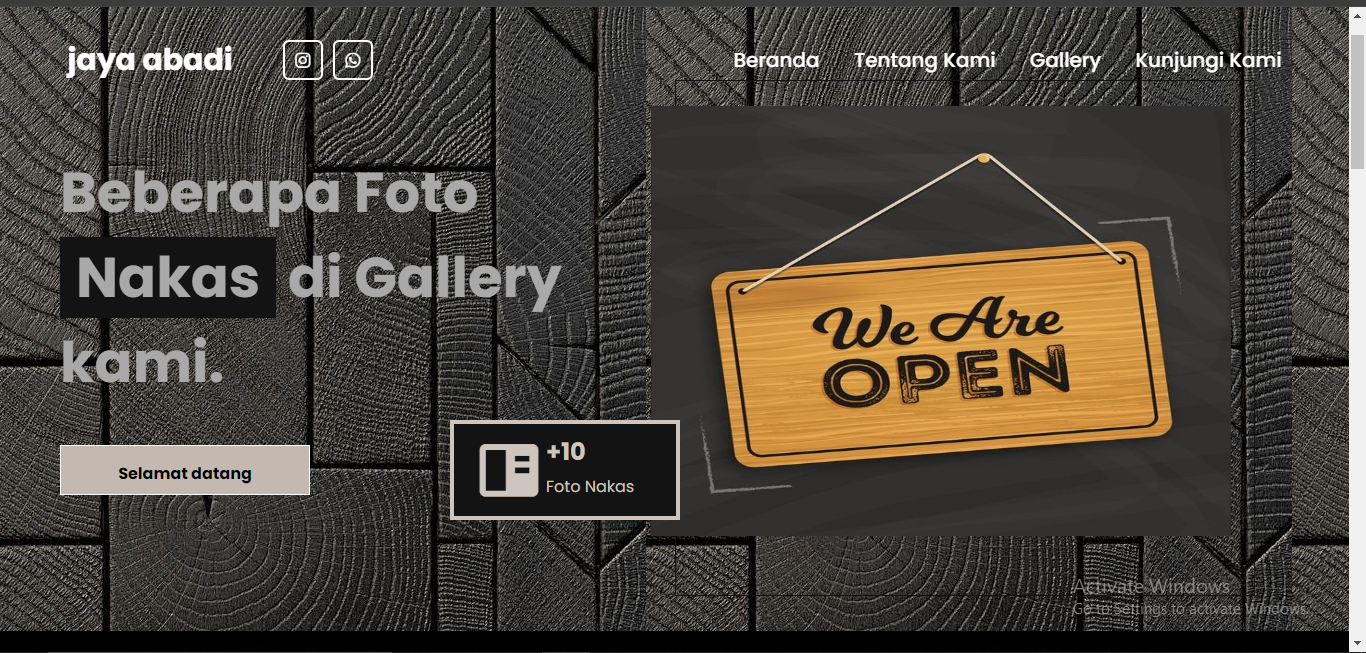 jaya abadi
Beranda Tentang Kami Gallery Kunjungi Kami
Beberapa Foto
Nakas di Gallery
kami.
We Are
OPEN
+10
Foto Nakas
Selamat datang
Activate Windows
Go to Settings to activate Windows.